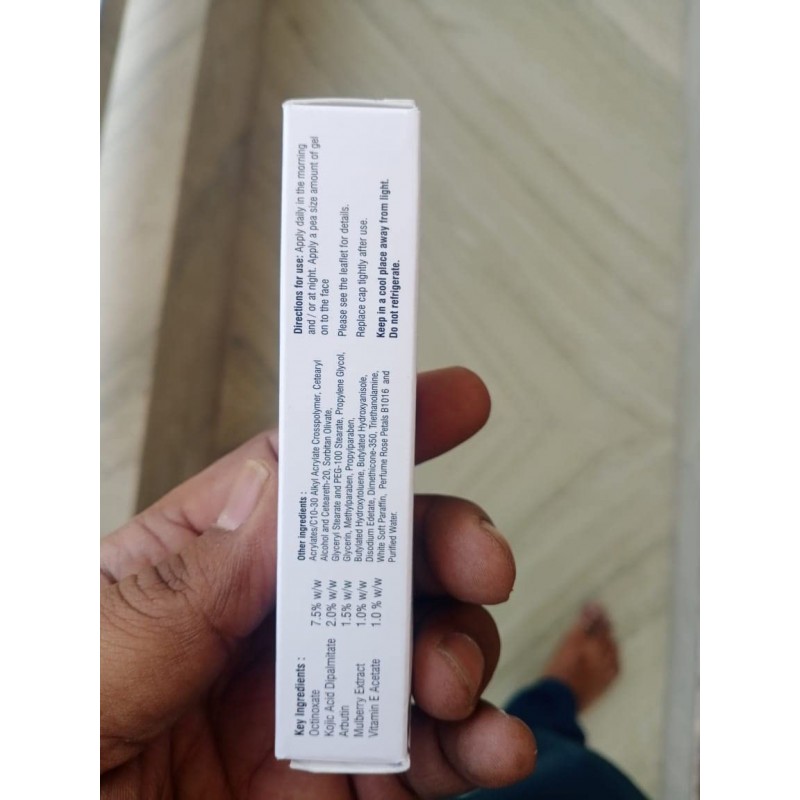 Key Ingredients :
Octinoxate 7.5% w/w
Kojic Acid Dipalmitate 2.0% w/w
Arbutin 1.5% w/w
Mulberry Extract 1.0% w/w
Vitamin E Acetate 1.0 % w/w
Other ingredients :
Acrylates/C10-30 Alkyl Acrylate Crosspolymer, Cetearyl
Alcohol and Ceteareth-20, Sorbitan Olivate,
Glyceryl Stearate and PEG-100 Stearate, Propylene Glycol,
Glycerin, Methylparaben, Propylparaben,
Butylated Hydroxytoluene, Butylated Hydroxyanisole,
Disodium Edetate, Dimethicone-350, Triethanolamine,
White Soft Paraffin, Perfume Rose Petals B1016 and
Purified Water.
Directions for use: Apply daily in the morning
and / or at night. Apply a pea size amount of gel
on to the face
Please see the leaflet for details.
Replace cap tightly after use.
Keep in a cool place away from light.
Do not refrigerate.